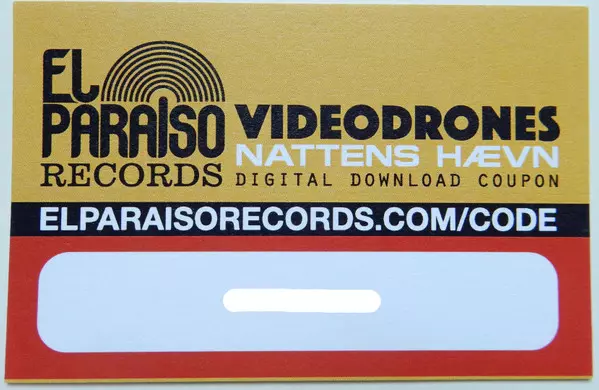 EL PARAISO RECORDS
VIDEODRONES
NATTENS HÆVN
DIGITAL DOWNLOAD COUPON
ELPARAISORECORDS.COM/CODE